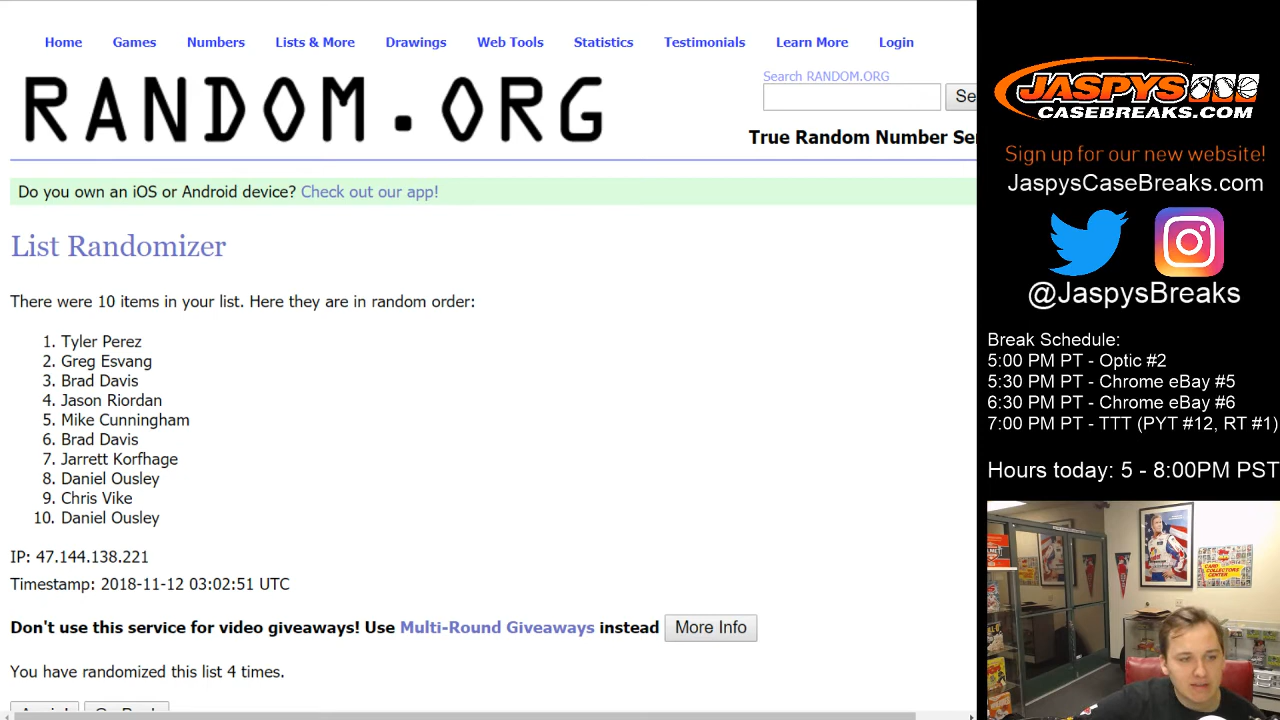 Home Games Numbers Lists & More Drawings Web Tools Statistics Testimonials Learn More Login
RANDOM.ORG
Search RANDOM.ORG
True Random Number Ser
Do you own an iOS or Android device? Check out our app!
List Randomizer
There were 10 items in your list. Here they are in random order:
1. Tyler Perez
2. Greg Esvang
3. Brad Davis
4. Jason Riordan
5. Mike Cunningham
6. Brad Davis
7. Jarrett Korfhage
8. Daniel Ousley
9. Chris Vike
10. Daniel Ousley
IP: 47.144.138.221
Timestamp: 2018-11-12 03:02:51 UTC
Don't use this service for video giveaways! Use Multi-Round Giveaways instead More Info
You have randomized this list 4 times.
JASPYS
CASEBREAKS.COM
Sign up for our new website!
JaspysCaseBreaks.com
@JaspysBreaks
Break Schedule:
5:00 PM PT - Optic #2
5:30 PM PT - Chrome eBay #5
6:30 PM PT - Chrome eBay #6
7:00 PM PT - TTT (PYT #12, RT #1)
Hours today: 5 - 8:00PM PST
CARD
COLLECTORS
CENTER